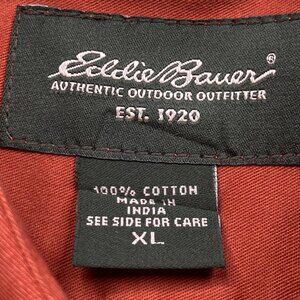 Eddie Bauer®
AUTHENTIC OUTDOOR OUTFITTER
EST. 1920
100% COTTON
MADE IN
INDIA
SEE SIDE FOR CARE
XL